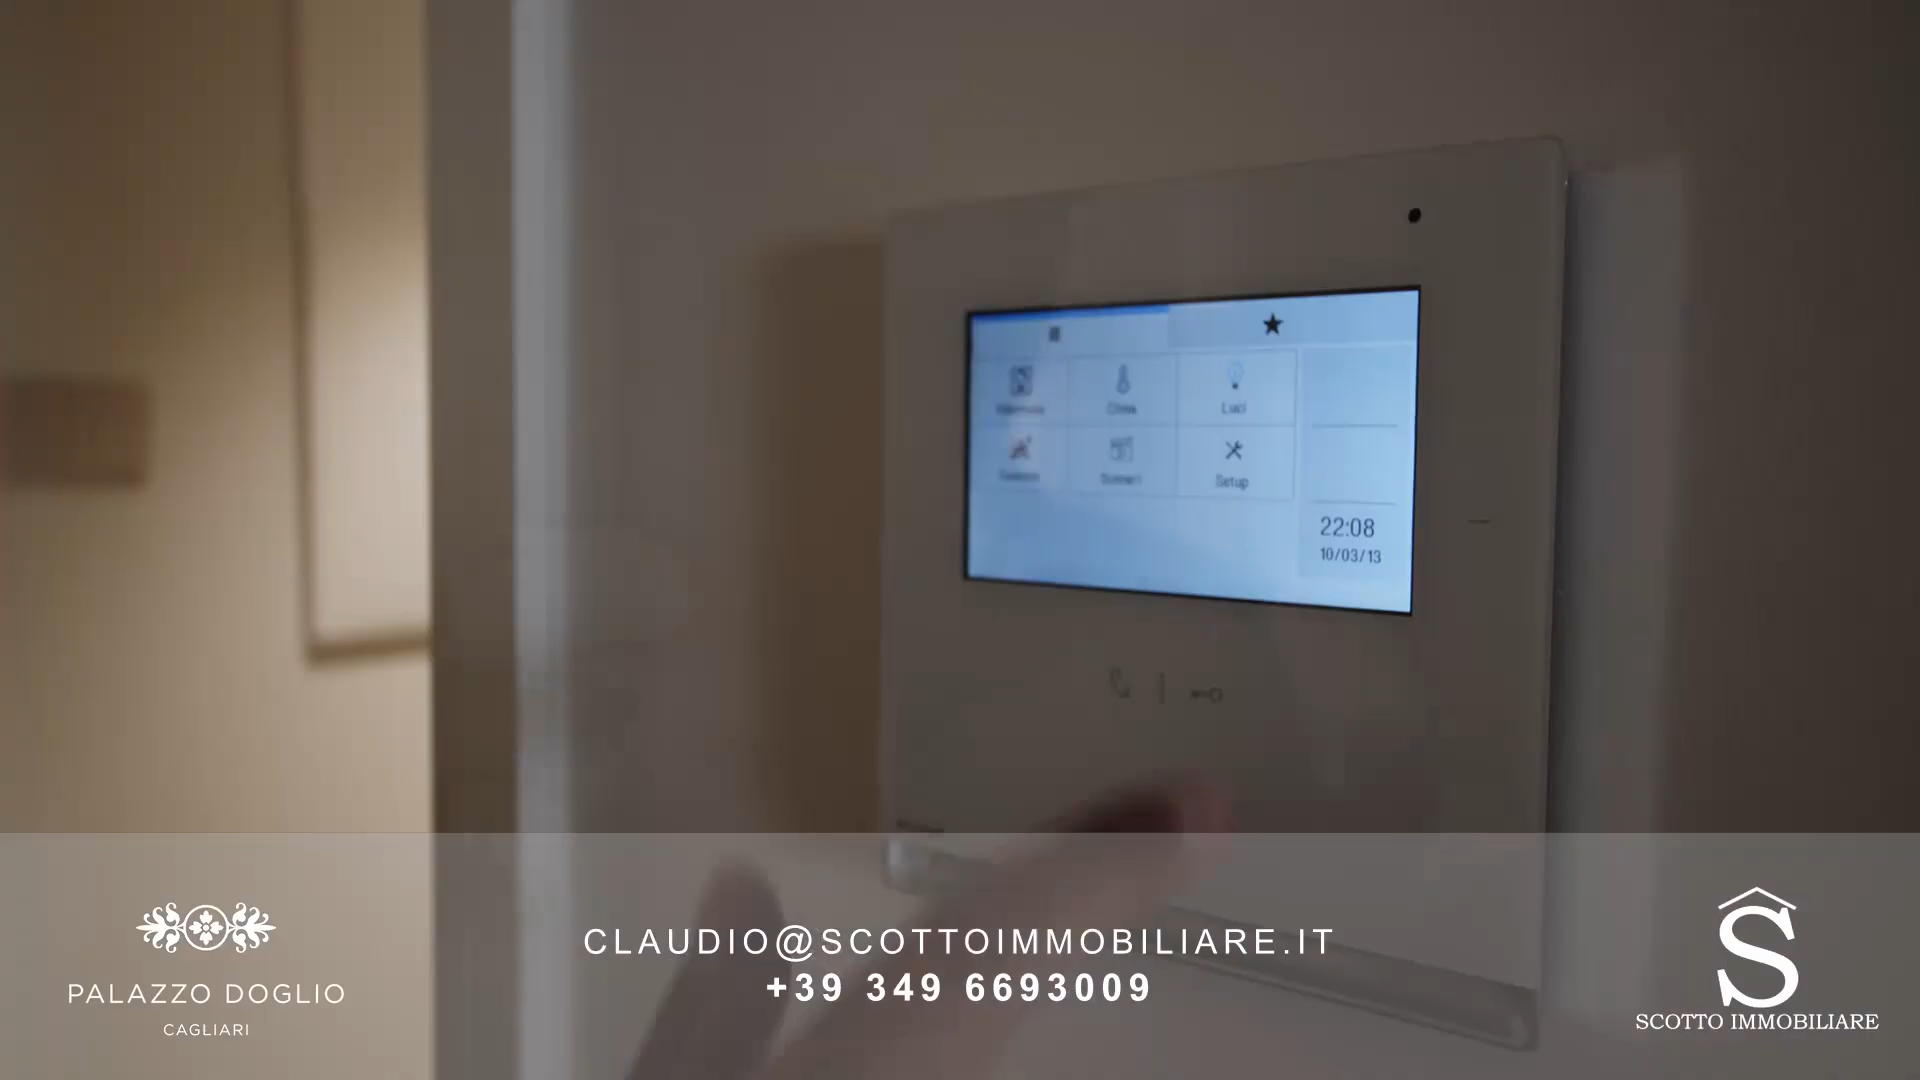 Clima
Luci
Scenari
Setup
22:08
10/03/13
PALAZZO DOGLIO
CAGLIARI
CLAUDIO@SCOTTOIMMOBILIARE.IT
+39 349 6693009
S
SCOTTO IMMOBILIARE